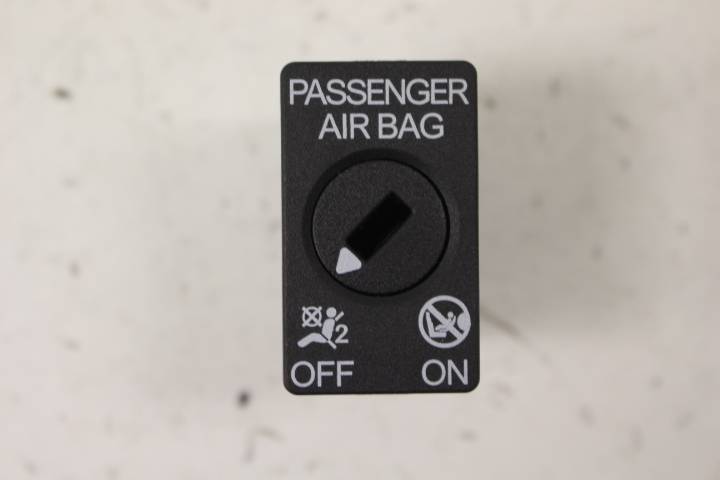 PASSENGER
AIR BAG
2
OFF ON